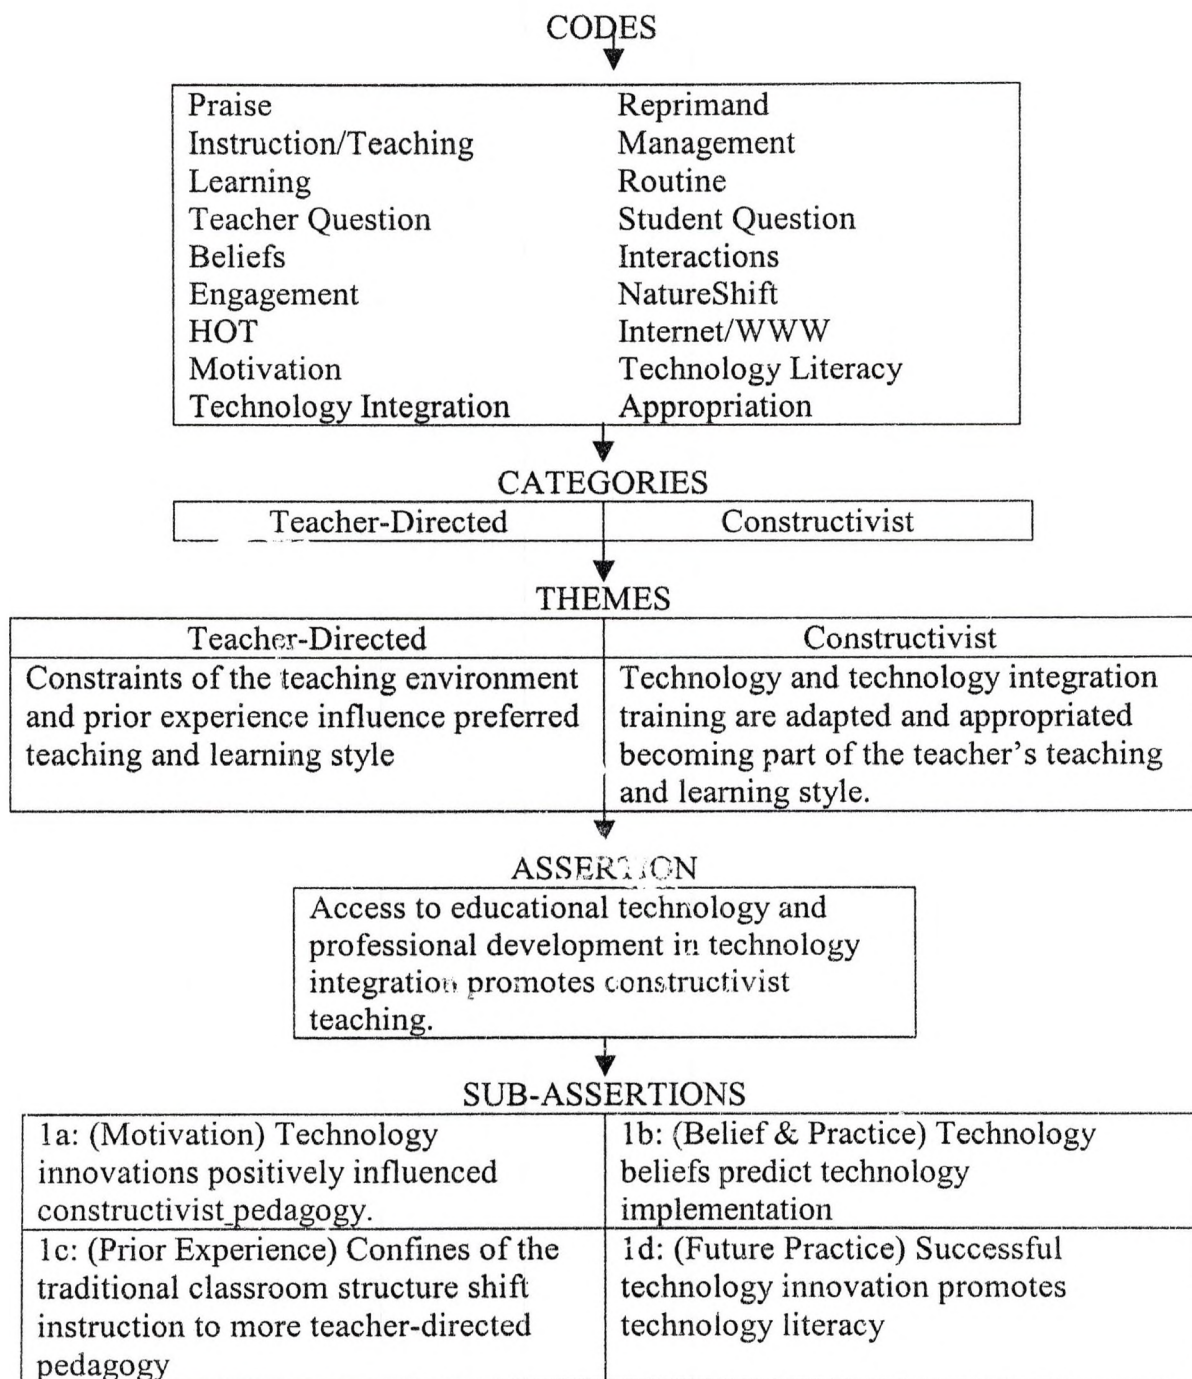 CODES
Praise
Instruction/Teaching
Learning
Teacher Question
Beliefs
Engagement
HOT
Motivation
Technology Integration
Reprimand
Management
Routine
Student Question
Interactions
NatureShift
Internet/WWW
Technology Literacy
Appropriation
CATEGORIES
Teacher-Directed
Constructivist
THEMES
Teacher-Directed
Constraints of the teaching environment
and prior experience influence preferred
teaching and learning style
Constructivist
Technology and technology integration
training are adapted and appropriated
becoming part of the teacher’s teaching
and learning style.
ASSERTION
Access to educational technology and
professional development in technology
integration promotes constructivist
teaching.
SUB-ASSERTIONS
1a: (Motivation) Technology
innovations positively influenced
constructivist pedagogy.
1b: (Belief & Practice) Technology
beliefs predict technology
implementation
1c: (Prior Experience) Confines of the
traditional classroom structure shift
instruction to more teacher-directed
pedagogy
1d: (Future Practice) Successful
technology innovation promotes
technology literacy